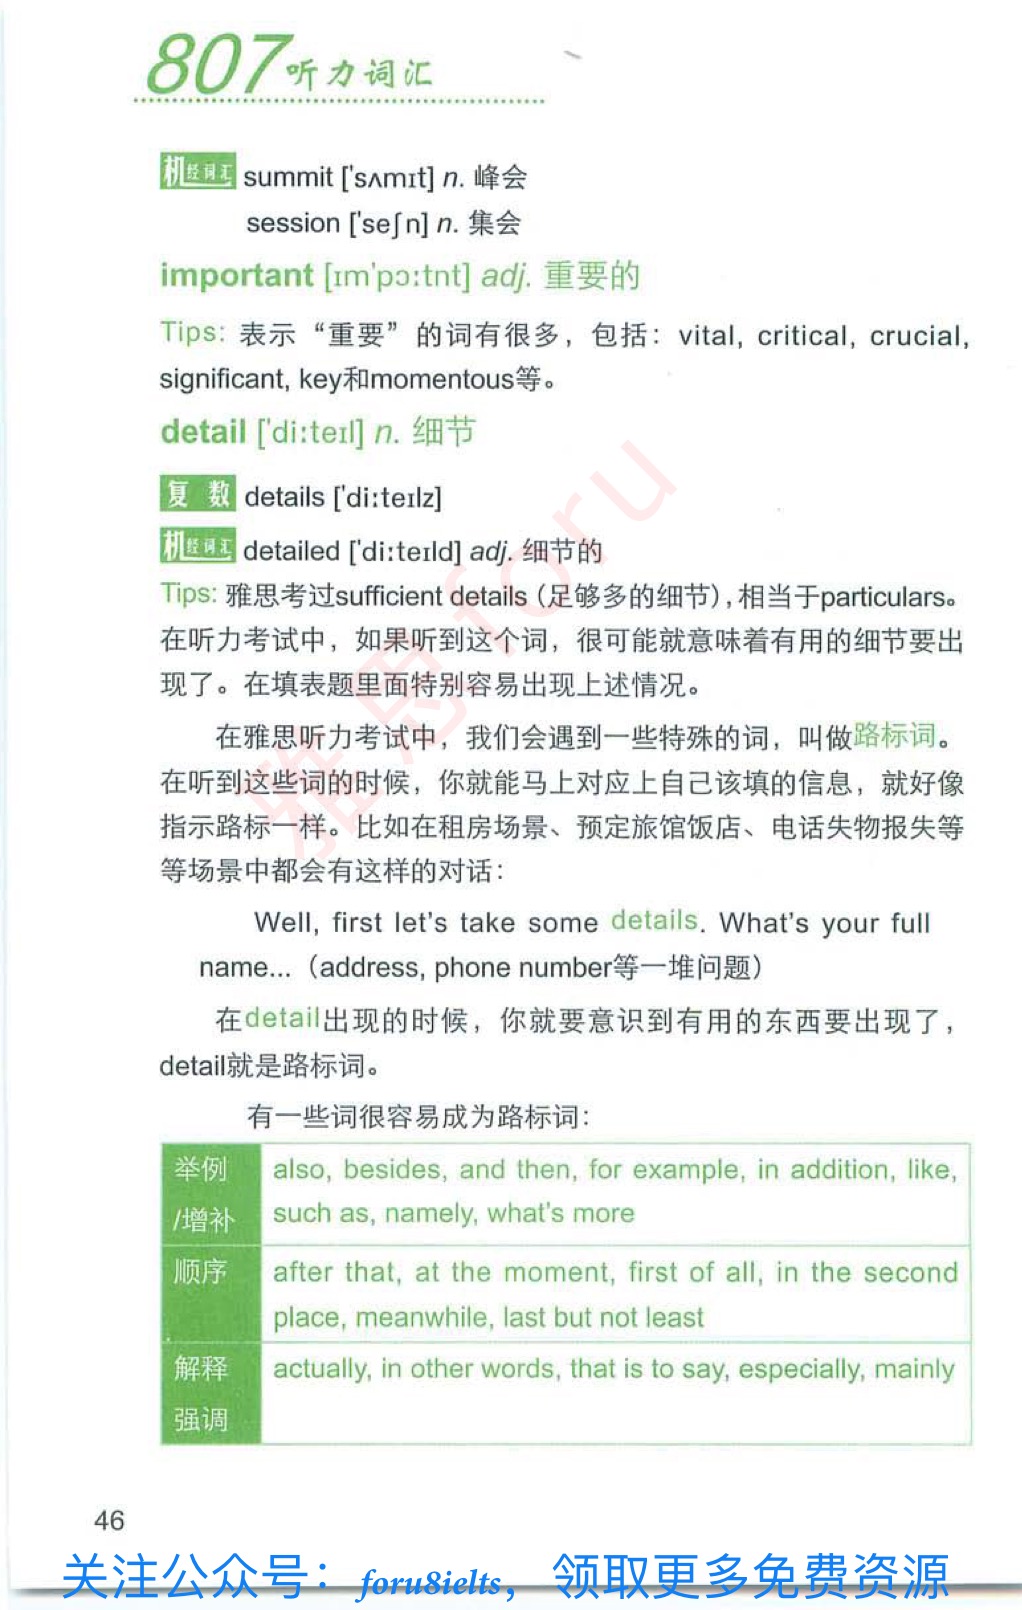 807听力词汇
机经词汇 summit ['sʌmɪt] n. 峰会
session ['seʃn] n. 集会
important [ɪm'pɔːtnt] adj. 重要的
Tips: 表示“重要”的词有很多，包括：vital, critical, crucial,
significant, key和momentous等。
detail ['diːteɪl] n. 细节
复数 details ['diːteɪlz]
机经词汇 detailed ['diːteɪld] adj. 细节的
Tips: 雅思考过sufficient details（足够多的细节），相当于particulars。
在听力考试中，如果听到这个词，很可能就意味着有用的细节要出
现了。在填表题里面特别容易出现上述情况。
在雅思听力考试中，我们会遇到一些特殊的词，叫做路标词。
在听到这些词的时候，你就能马上对应上自己该填的信息，就好像
指示路标一样。比如在租房场景、预定旅馆饭店、电话失物报失等
等场景中都会有这样的对话：
Well, first let's take some details. What's your full
name...（address, phone number等一堆问题）
在detail出现的时候，你就要意识到有用的东西要出现了，
detail就是路标词。
有一些词很容易成为路标词：
举例 also, besides, and then, for example, in addition, like,
/增补 such as, namely, what's more
顺序 after that, at the moment, first of all, in the second
place, meanwhile, last but not least
解释 actually, in other words, that is to say, especially, mainly
强调
46
关注公众号：foru8ielts，领取更多免费资源
雅思foru